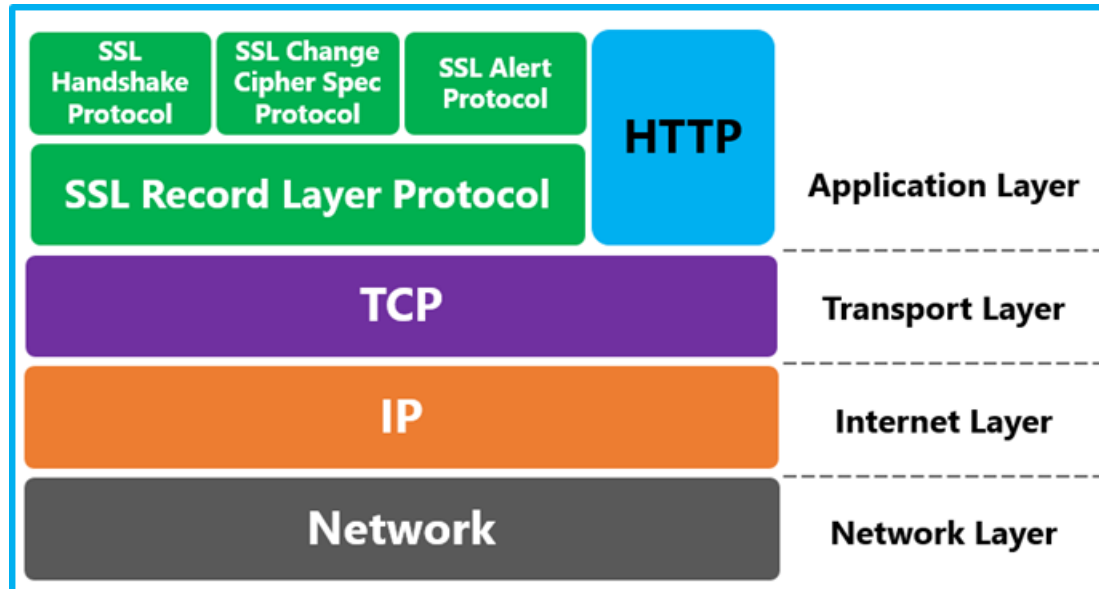 SSL
Handshake
Protocol
SSL Change
Cipher Spec
Protocol
SSL Alert
Protocol
HTTP
SSL Record Layer Protocol
Application Layer
TCP
Transport Layer
IP
Internet Layer
Network
Network Layer